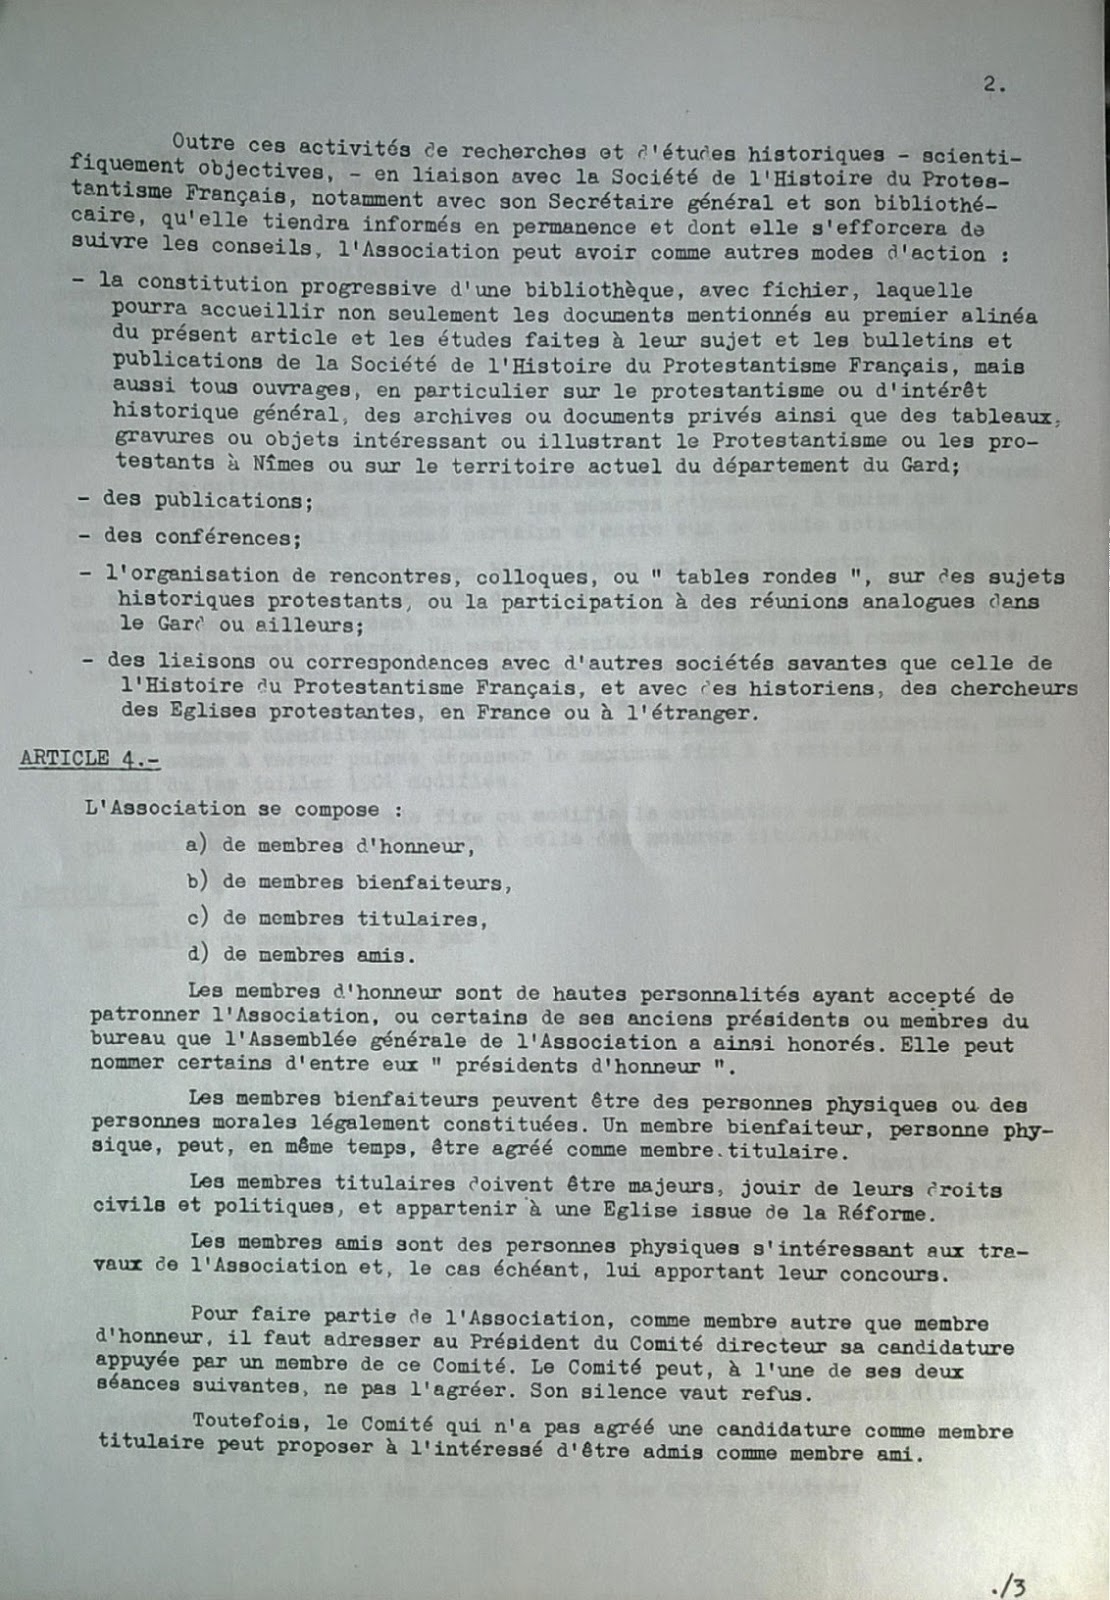 2.
Outre ces activités de recherches et d'études historiques - scienti-
fiquement objectives, - en liaison avec la Société de l'Histoire du Protes-
tantisme Français, notamment avec son Secrétaire général et son bibliothé-
caire, qu'elle tiendra informés en permanence et dont elle s'efforcera de
suivre les conseils, l'Association peut avoir comme autres modes d'action :
- la constitution progressive d'une bibliothèque, avec fichier, laquelle
pourra accueillir non seulement les documents mentionnés au premier alinéa
du présent article et les études faites à leur sujet et les bulletins et
publications de la Société de l'Histoire du Protestantisme Français, mais
aussi tous ouvrages, en particulier sur le protestantisme ou d'intérêt
historique général, des archives ou documents privés ainsi que des tableaux,
gravures ou objets intéressant ou illustrant le Protestantisme ou les pro-
testants à Nîmes ou sur le territoire actuel du département du Gard;
- des publications;
- des conférences;
- l'organisation de rencontres, colloques, ou " tables rondes ", sur des sujets
historiques protestants, ou la participation à des réunions analogues dans
le Gard ou ailleurs;
- des liaisons ou correspondances avec d'autres sociétés savantes que celle de
l'Histoire du Protestantisme Français, et avec des historiens, des chercheurs
des Eglises protestantes, en France ou à l'étranger.
ARTICLE 4.-
L'Association se compose :
a) de membres d'honneur,
b) de membres bienfaiteurs,
c) de membres titulaires,
d) de membres amis.
Les membres d'honneur sont de hautes personnalités ayant accepté de
patronner l'Association, ou certains de ses anciens présidents ou membres du
bureau que l'Assemblée générale de l'Association a ainsi honorés. Elle peut
nommer certains d'entre eux " présidents d'honneur ".
Les membres bienfaiteurs peuvent être des personnes physiques ou des
personnes morales légalement constituées. Un membre bienfaiteur, personne phy-
sique, peut, en même temps, être agréé comme membre titulaire.
Les membres titulaires doivent être majeurs, jouir de leurs droits
civils et politiques, et appartenir à une Eglise issue de la Réforme.
Les membres amis sont des personnes physiques s'intéressant aux tra-
vaux de l'Association et, le cas échéant, lui apportant leur concours.
Pour faire partie de l'Association, comme membre autre que membre
d'honneur, il faut adresser au Président du Comité directeur sa candidature
appuyée par un membre de ce Comité. Le Comité peut, à l'une de ses deux
séances suivantes, ne pas l'agréer. Son silence vaut refus.
Toutefois, le Comité qui n'a pas agréé une candidature comme membre
titulaire peut proposer à l'intéressé d'être admis comme membre ami.
./3